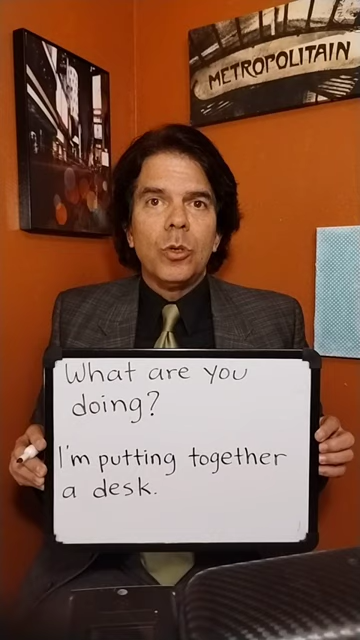 METROPOLITAIN
What are you
doing?
I'm putting together
a desk.